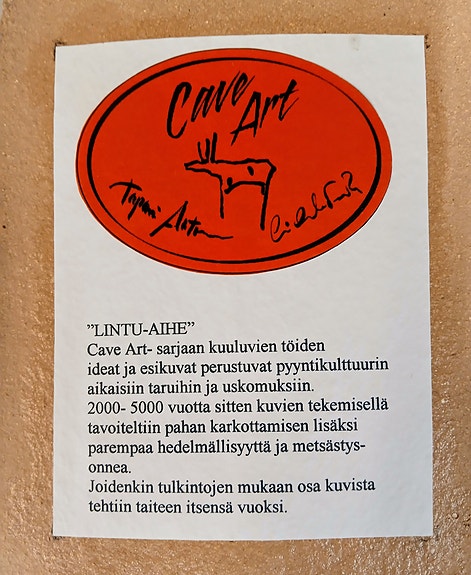 Cave
Art
Tapani
”LINTU-AIHE”
Cave Art- sarjaan kuuluvien töiden
ideat ja esikuvat perustuvat pyyntikulttuurin
aikaisiin taruihin ja uskomuksiin.
2000- 5000 vuotta sitten kuvien tekemisellä
tavoiteltiin pahan karkottamisen lisäksi
parempaa hedelmällisyyttä ja metsästys-
onnea.
Joidenkin tulkintojen mukaan osa kuvista
tehtiin taiteen itsensä vuoksi.